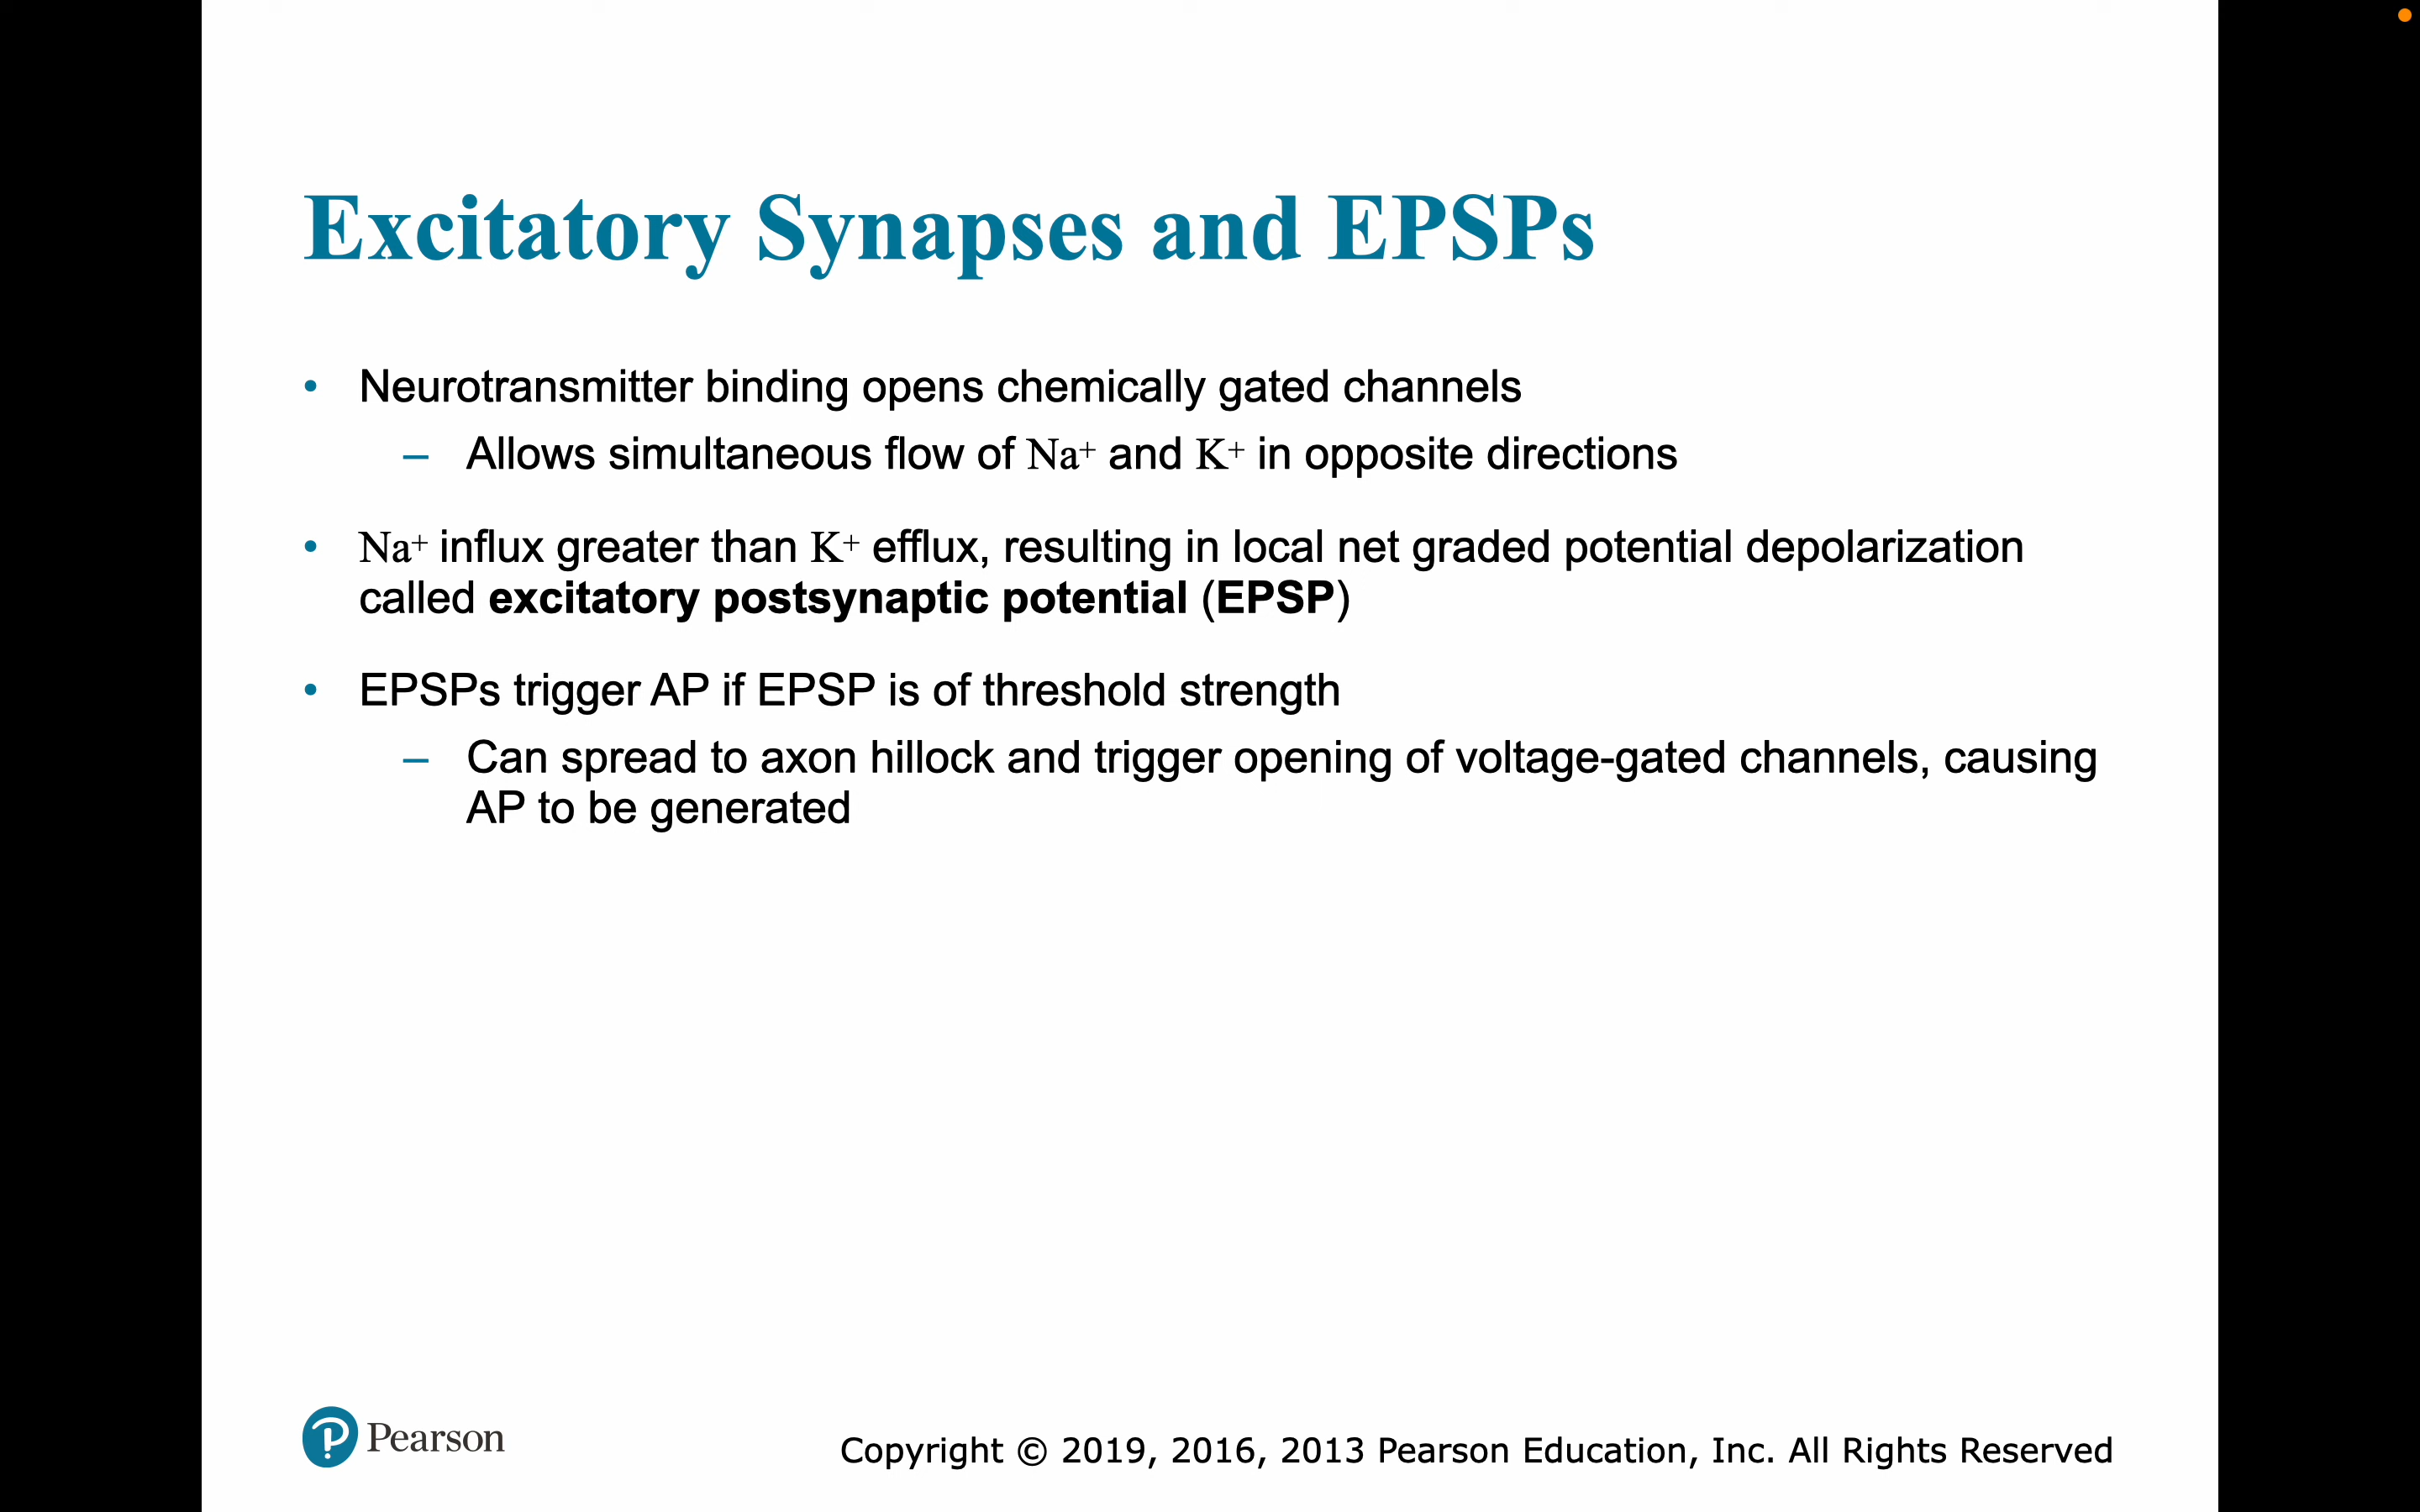 Excitatory Synapses and EPSPs
• Neurotransmitter binding opens chemically gated channels
– Allows simultaneous flow of Na⁺ and K⁺ in opposite directions
• Na⁺ influx greater than K⁺ efflux, resulting in local net graded potential depolarization
called excitatory postsynaptic potential (EPSP)
• EPSPs trigger AP if EPSP is of threshold strength
– Can spread to axon hillock and trigger opening of voltage-gated channels, causing
AP to be generated
Pearson
Copyright © 2019, 2016, 2013 Pearson Education, Inc. All Rights Reserved